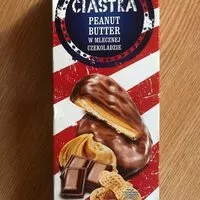 CIASTKA
PEANUT
BUTTER
W MLECZNEJ
CZEKOLADZIE